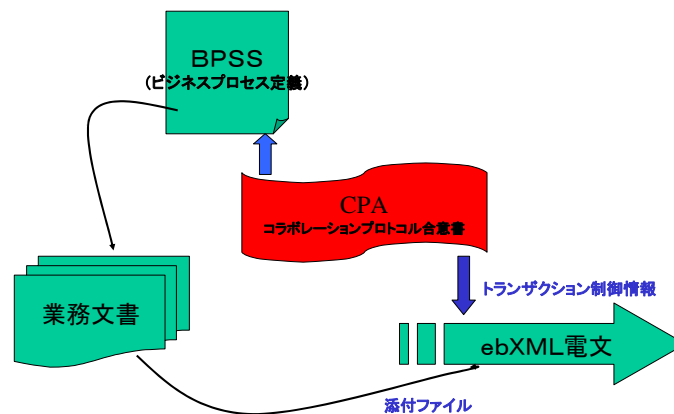 BPSS
(ビジネスプロセス定義)
CPA
コラボレーションプロトコル合意書
トランザクション制御情報
業務文書
ebXML電文
添付ファイル